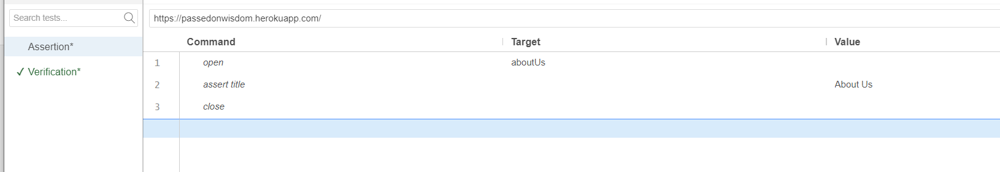 Search tests...
https://passedonwisdom.herokuapp.com/
Command Target Value
Assertion*
1 open aboutUs
Verification*
2 assert title About Us
3 close